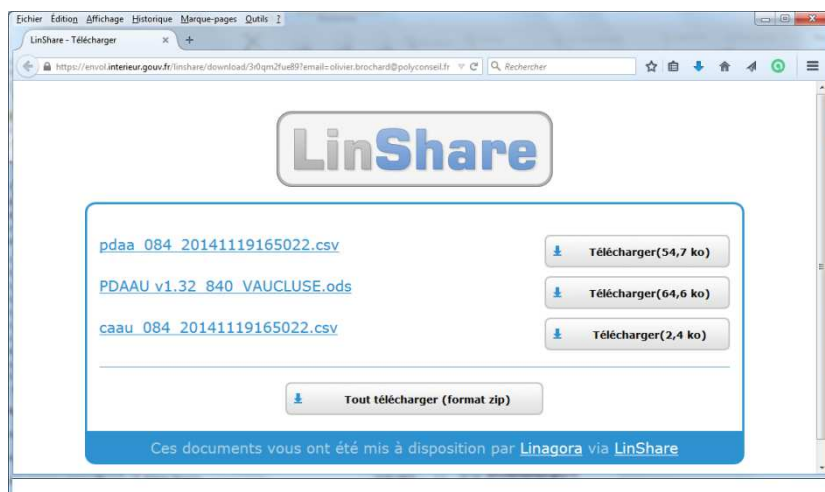 Fichier Édition Affichage Historique Marque-pages Outils ?
LinShare - Télécharger
https://envol.interieur.gouv.fr/linshare/download/3r0qm2fue89?email=olivier.brochard@polyconseil.fr
Rechercher
LinShare
pdaa_084_20141119165022.csv
Télécharger(54,7 ko)
PDAAU v1.32_840_VAUCLUSE.ods
Télécharger(64,6 ko)
caau_084_20141119165022.csv
Télécharger(2,4 ko)
Tout télécharger (format zip)
Ces documents vous ont été mis à disposition par Linagora via LinShare